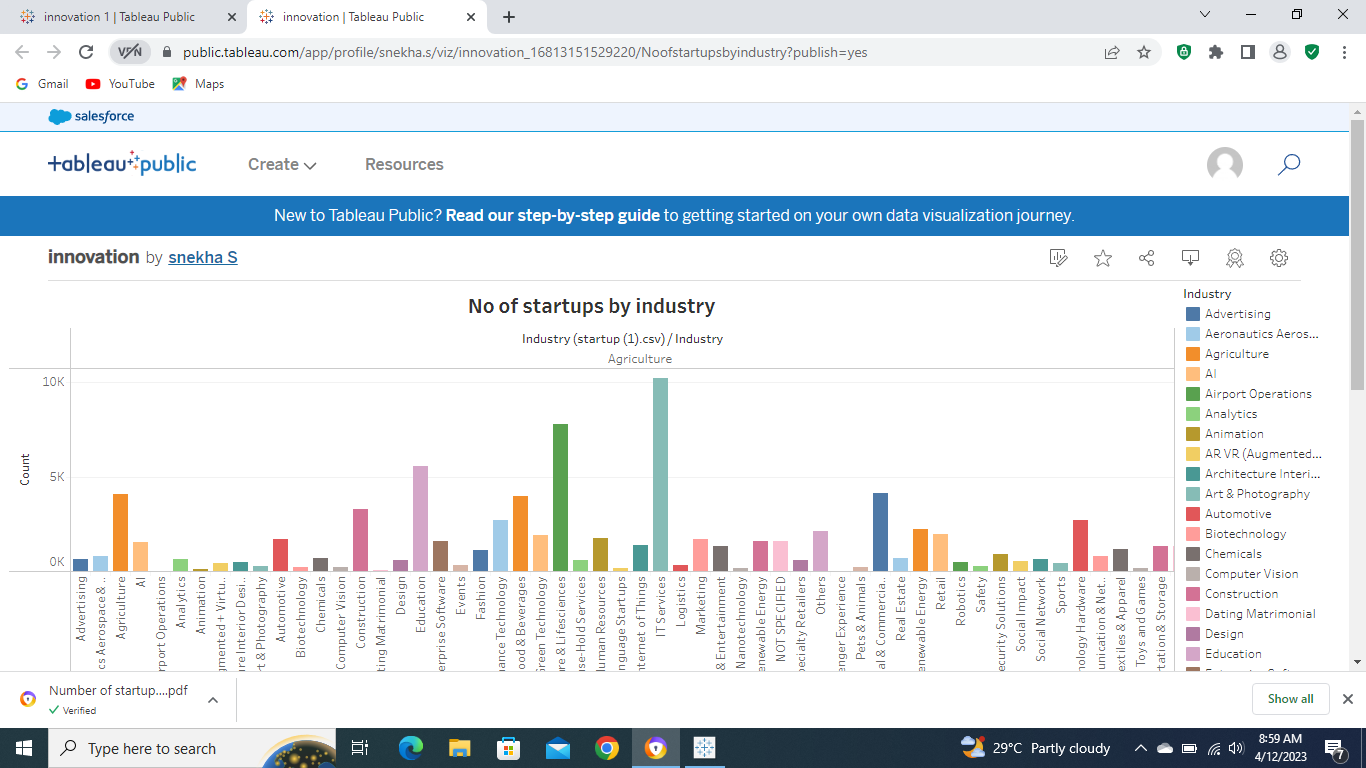 innovation 1 | Tableau Public
innovation | Tableau Public
VPN
public.tableau.com/app/profile/snekha.s/viz/innovation_16813151529220/Noofstartupsbyindustry?publish=yes
Gmail
YouTube
Maps
salesforce
+ableau+public
Create
Resources
New to Tableau Public? Read our step-by-step guide to getting started on your own data visualization journey.
innovation by snekha S
No of startups by industry
Industry (startup (1).csv) / Industry
Agriculture
10K
5K
0K
Count
Advertising
cs Aerospace & ..
Agriculture
AI
rport Operations
Analytics
Animation
gmented + Virtu..
re Interior Desi..
rt & Photography
Automotive
Biotechnology
Chemicals
Computer Vision
Construction
ting Matrimonial
Design
Education
erprise Software
Events
Fashion
nance Technology
ood & Beverages
Green Technology
re & Lifesciences
se-Hold Services
Human Resources
nguage Startups
nternet of Things
IT Services
Logistics
Marketing
& Entertainment
Nanotechnology
enewable Energy
NOT SPECIFIED
pecialty Retailers
Others
enger Experience
Pets & Animals
al & Commercia..
Real Estate
newable Energy
Retail
Robotics
Safety
ecurity Solutions
Social Impact
Social Network
Sports
nology Hardware
unication & Net..
extiles & Apparel
Toys and Games
rtation & Storage
Industry
Advertising
Aeronautics Aeros...
Agriculture
AI
Airport Operations
Analytics
Animation
AR VR (Augmented...
Architecture Interi...
Art & Photography
Automotive
Biotechnology
Chemicals
Computer Vision
Construction
Dating Matrimonial
Design
Education
Number of startup....pdf
Verified
Show all
Type here to search
29°C Partly cloudy
8:59 AM
4/12/2023
7